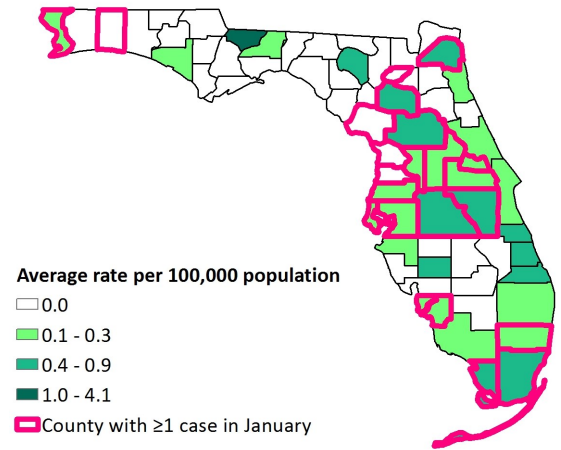 Average rate per 100,000 population
0.0
0.1 - 0.3
0.4 - 0.9
1.0 - 4.1
County with ≥1 case in January